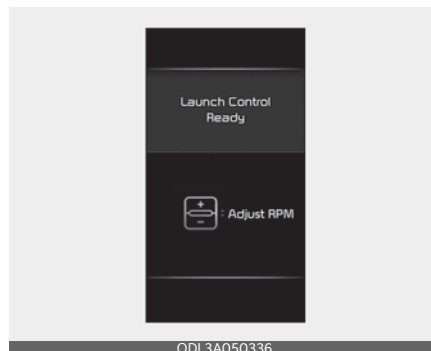 Launch Control
Ready
+
-
: Adjust RPM
ODL3A050336